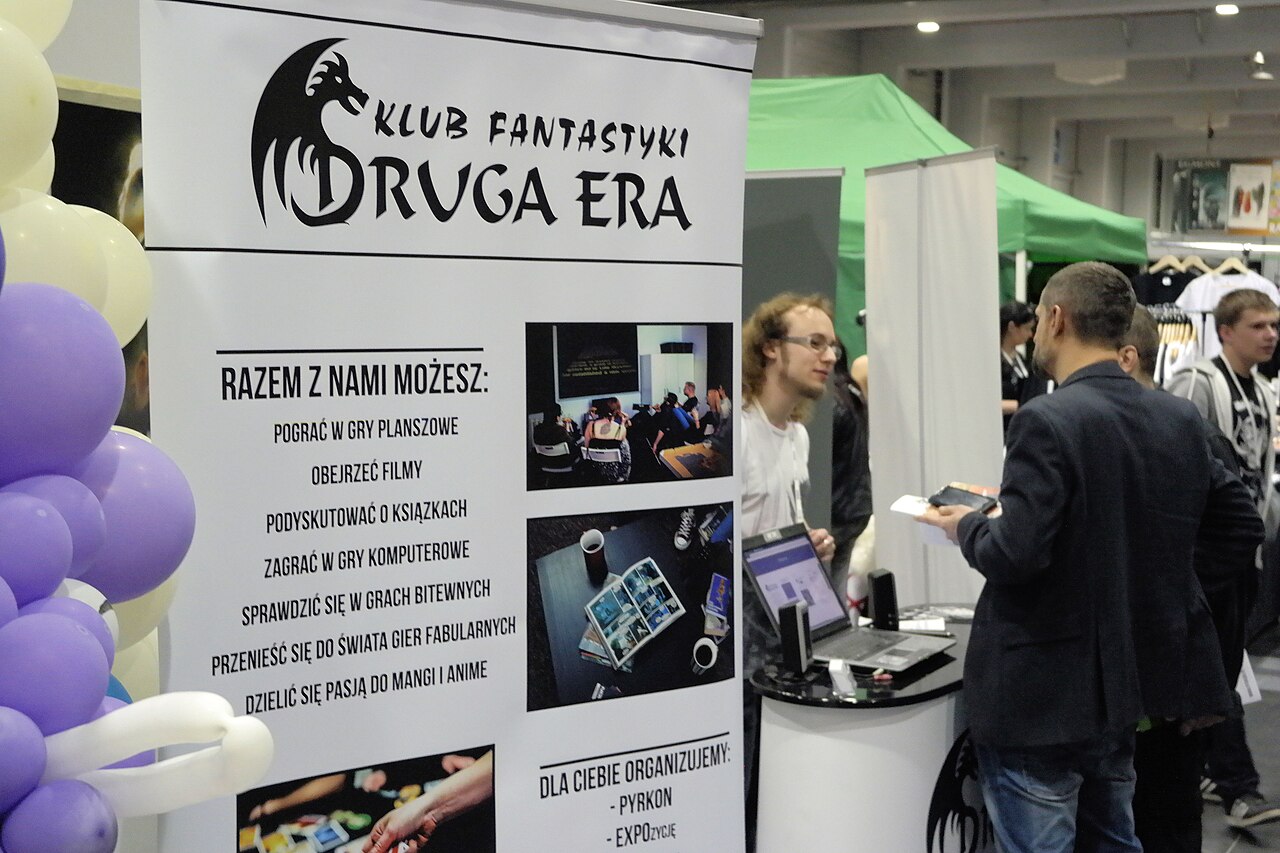 KLUB FANTASTYKI
DRUGA ERA
RAZEM Z NAMI MOŻESZ:
POGRAĆ W GRY PLANSZOWE
OBEJRZEĆ FILMY
PODYSKUTOWAĆ O KSIĄŻKACH
ZAGRAĆ W GRY KOMPUTEROWE
SPRAWDZIĆ SIĘ W GRACH BITEWNYCH
PRZENIEŚĆ SIĘ DO ŚWIATA GIER FABULARNYCH
DZIELIĆ SIĘ PASJĄ DO MANGI I ANIME
DLA CIEBIE ORGANIZUJEMY:
- PYRKON
- EXPOZYCJĘ